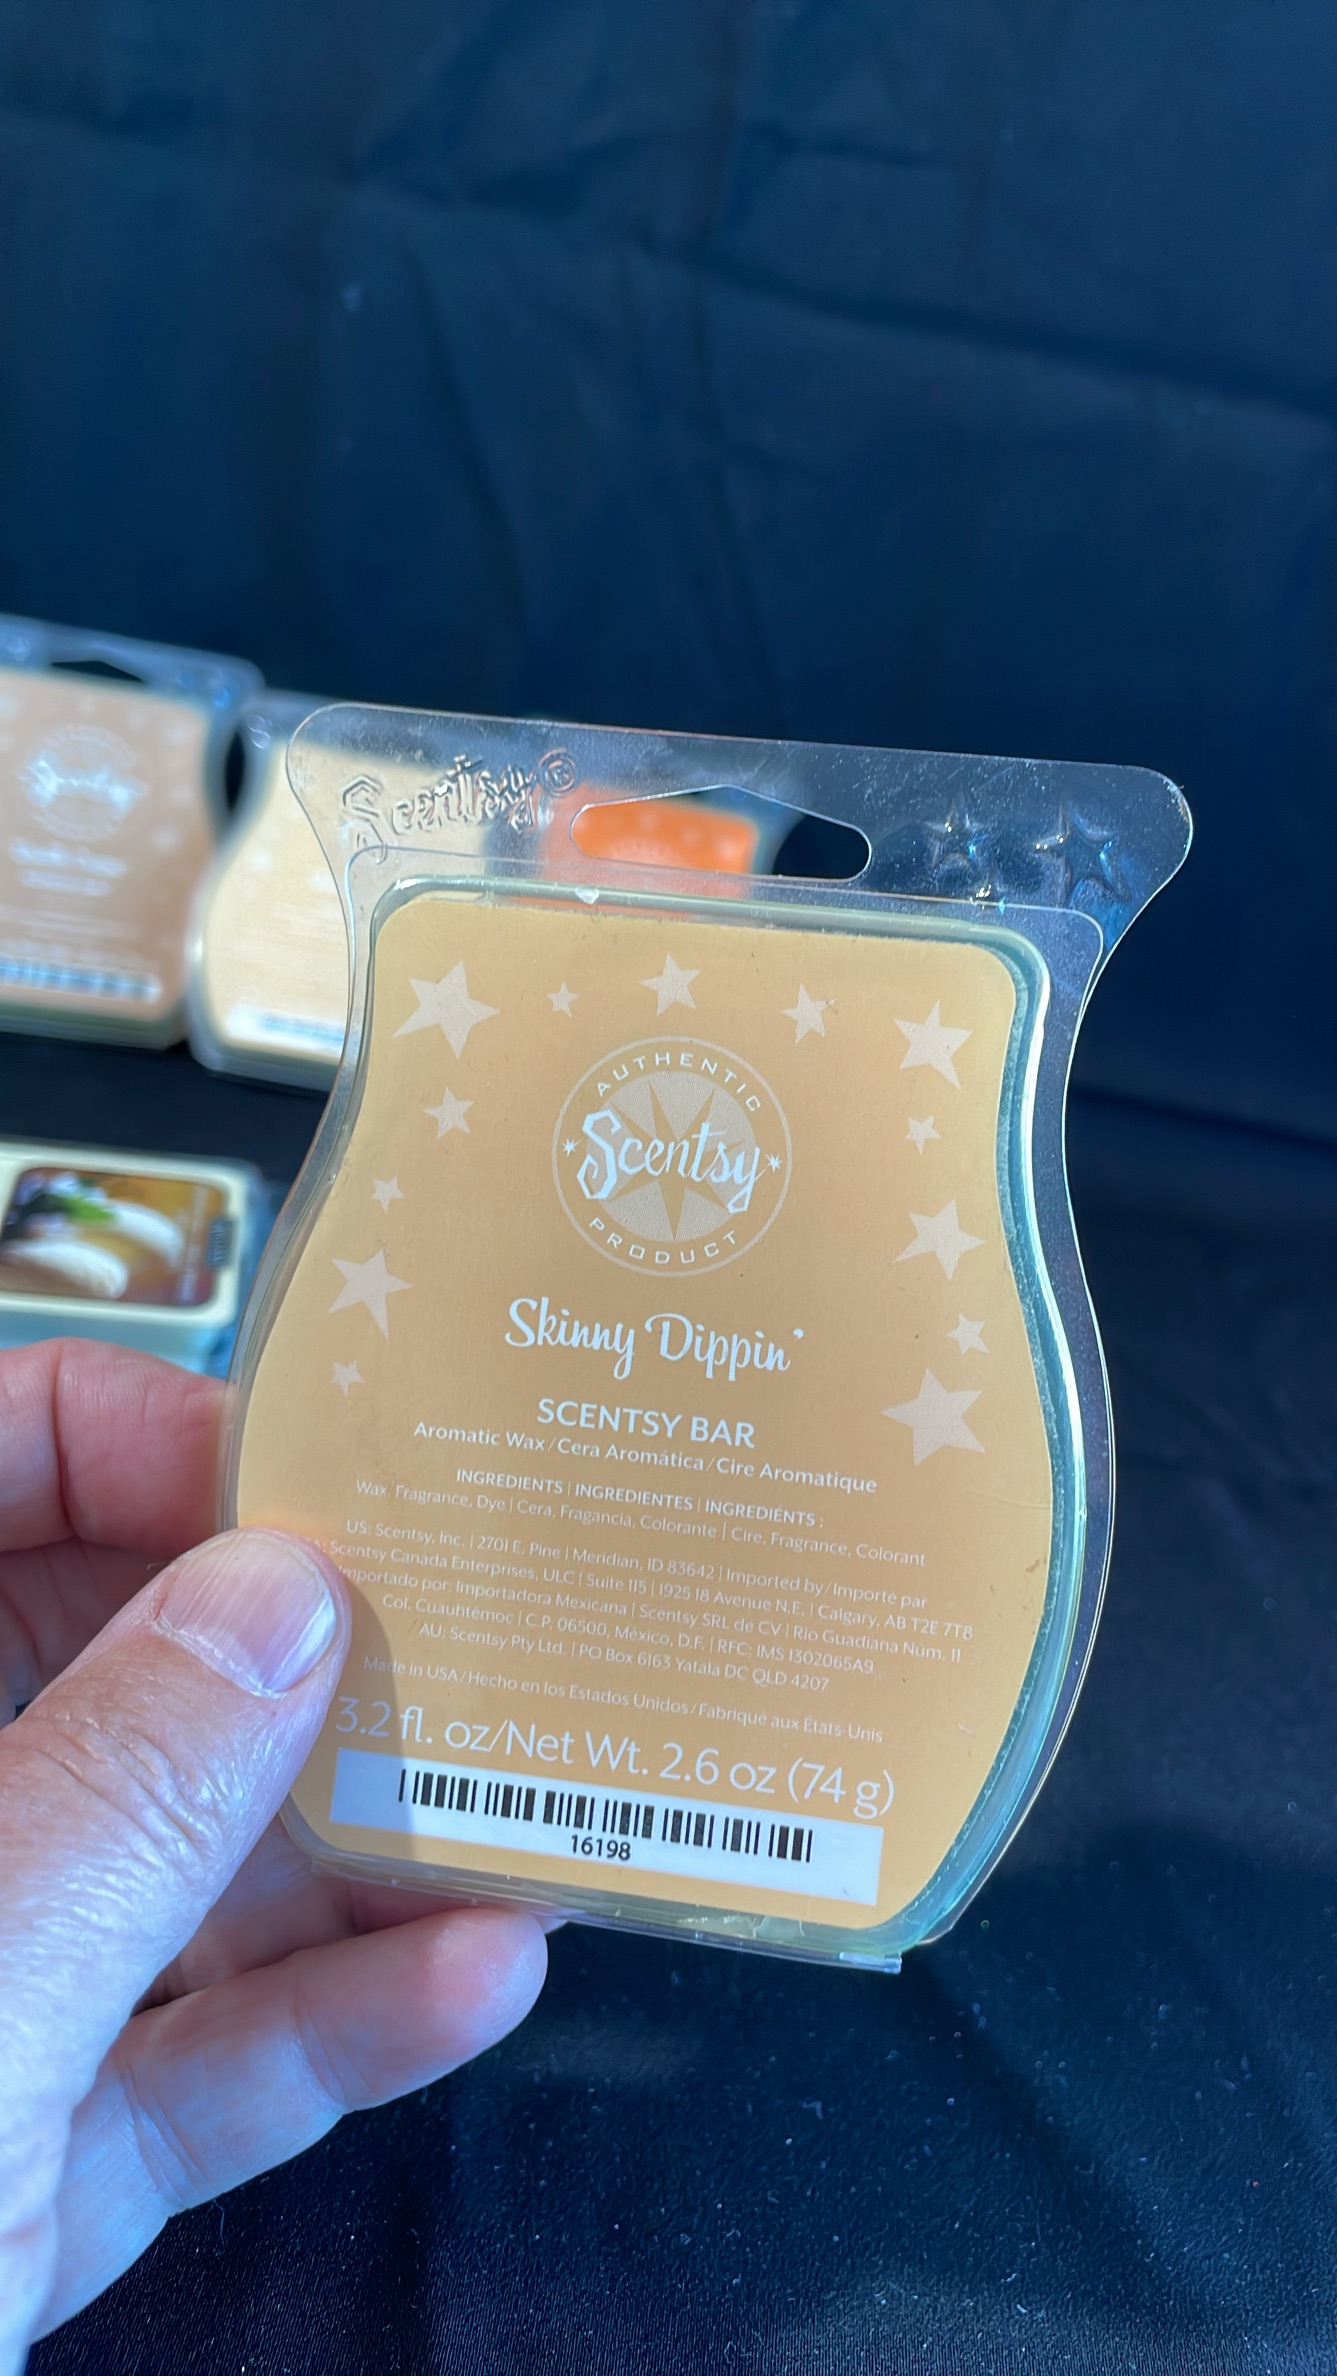 Scentsy®
AUTHENTIC
Scentsy
PRODUCT
Skinny Dippin'
SCENTSY BAR
Aromatic Wax/Cera Aromática/Cire Aromatique
INGREDIENTS | INGREDIENTES | INGREDIÉNTS :
Wax, Fragrance, Dye | Cera, Fragancia, Colorante | Cire, Fragrance, Colorant
US: Scentsy, Inc. | 2701 E. Pine | Meridian, ID 83642 | Imported by/Importé par
Scentsy Canada Enterprises, ULC | Suite 115 | 1925 18 Avenue N.E. | Calgary, AB T2E 7T8
Importado por: Importadora Mexicana | Scentsy SRL de CV | Rio Guadiana Núm. 11
Col. Cuauhtémoc | C.P. 06500, México, D.F. | RFC: IMS 1302065A9
AU: Scentsy Pty Ltd. | PO Box 6163 Yatala DC QLD 4207
Made in USA/Hecho en los Estados Unidos/Fabriqué aux États-Unis
3.2 fl. oz/Net Wt. 2.6 oz (74 g)
16198